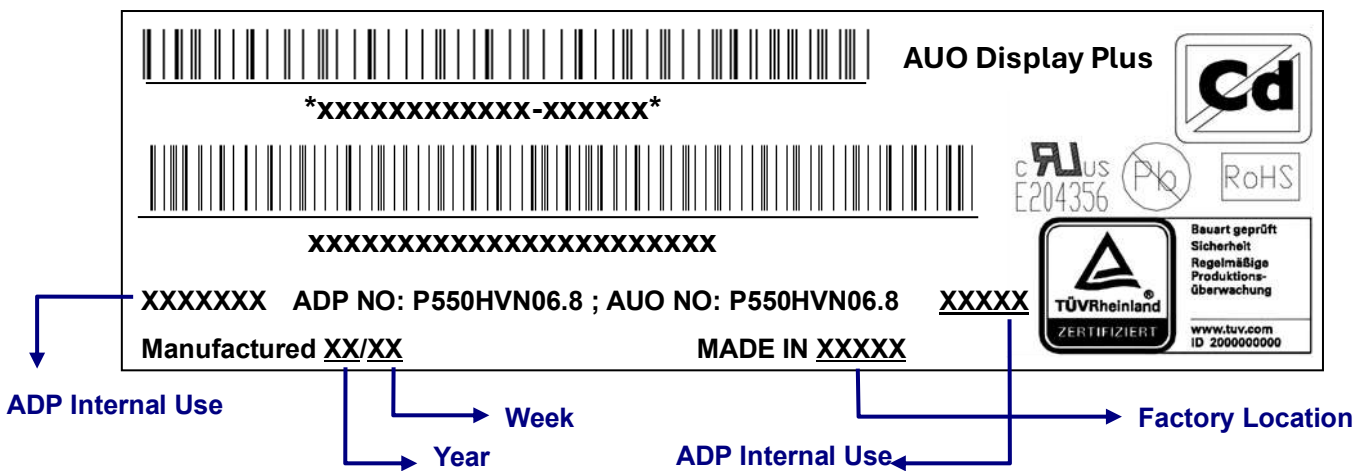 AUO Display Plus
Cd
*xxxxxxxxxxxx-xxxxxx*
c RU US
E204356
Pb
RoHS
xxxxxxxxxxxxxxxxxxxxxxx
Bauart geprüft
Sicherheit
Regelmäßige
Produktions-
überwachung
TÜVRheinland®
ZERTIFIZIERT
www.tuv.com
ID 2000000000
XXXXXXX ADP NO: P550HVN06.8 ; AUO NO: P550HVN06.8 XXXXX
Manufactured XX/XX MADE IN XXXXX
ADP Internal Use
Week
Factory Location
Year
ADP Internal Use